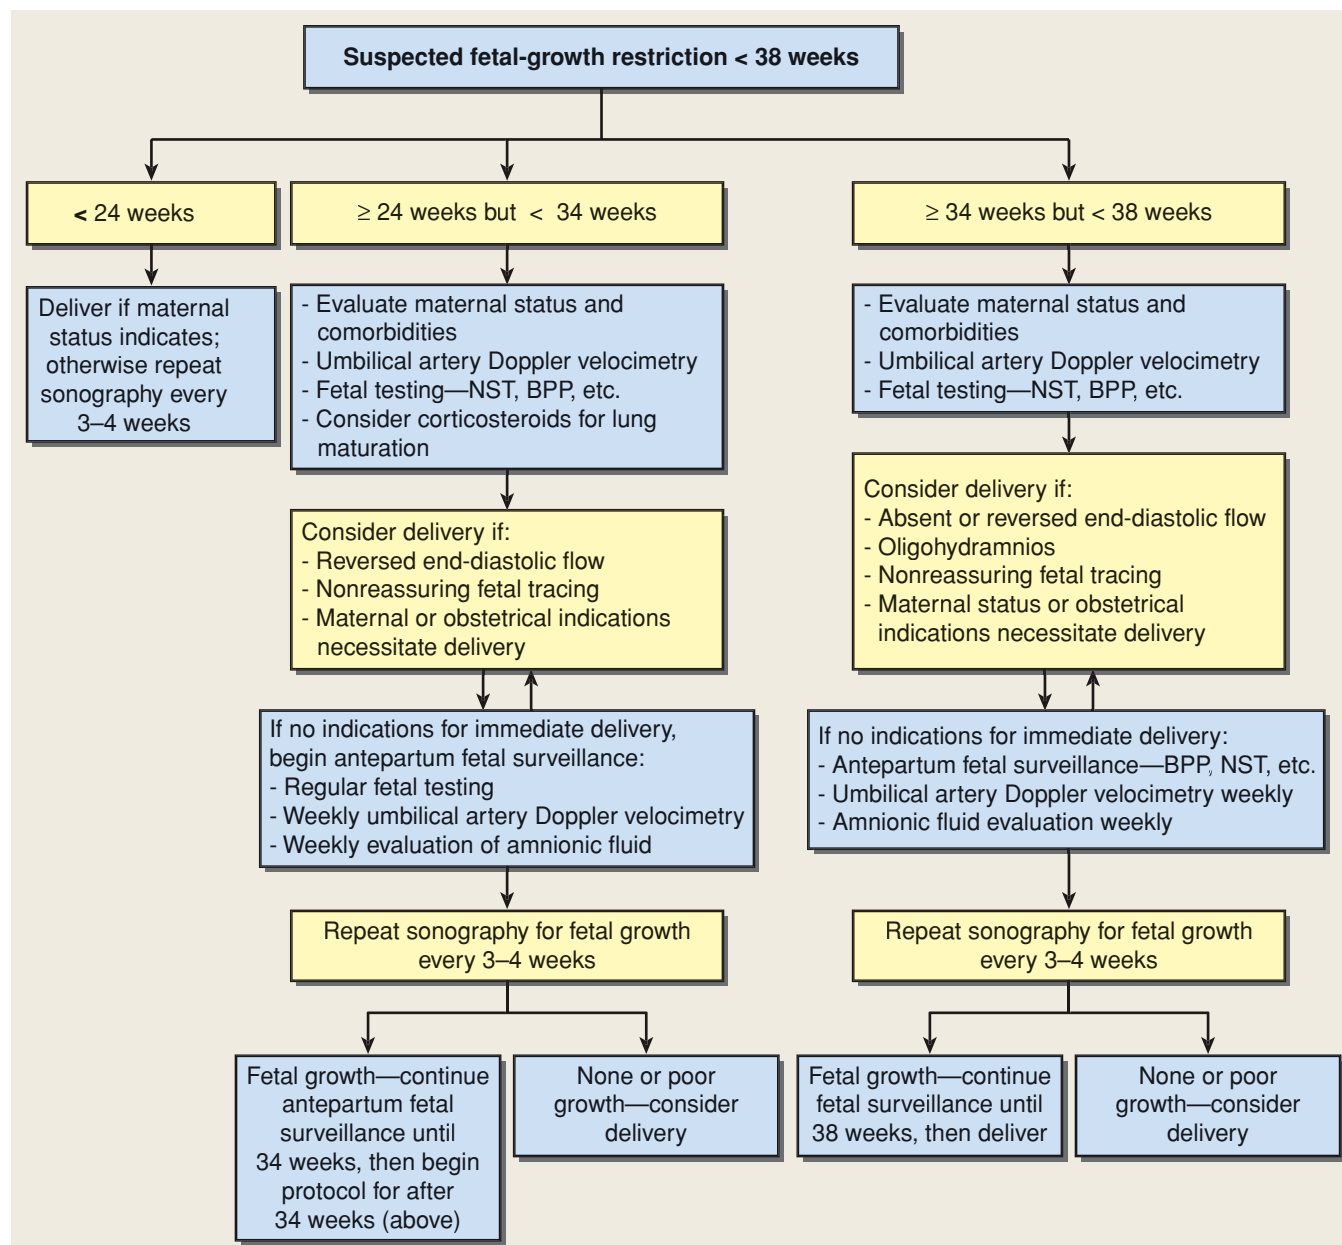 Suspected fetal-growth restriction < 38 weeks
< 24 weeks
Deliver if maternal
status indicates;
otherwise repeat
sonography every
3–4 weeks
≥ 24 weeks but < 34 weeks
- Evaluate maternal status and
comorbidities
- Umbilical artery Doppler velocimetry
- Fetal testing—NST, BPP, etc.
- Consider corticosteroids for lung
maturation
Consider delivery if:
- Reversed end-diastolic flow
- Nonreassuring fetal tracing
- Maternal or obstetrical indications
necessitate delivery
If no indications for immediate delivery,
begin antepartum fetal surveillance:
- Regular fetal testing
- Weekly umbilical artery Doppler velocimetry
- Weekly evaluation of amnionic fluid
Repeat sonography for fetal growth
every 3–4 weeks
Fetal growth—continue
antepartum fetal
surveillance until
34 weeks, then begin
protocol for after
34 weeks (above)
None or poor
growth—consider
delivery
≥ 34 weeks but < 38 weeks
- Evaluate maternal status and
comorbidities
- Umbilical artery Doppler velocimetry
- Fetal testing—NST, BPP, etc.
Consider delivery if:
- Absent or reversed end-diastolic flow
- Oligohydramnios
- Nonreassuring fetal tracing
- Maternal status or obstetrical
indications necessitate delivery
If no indications for immediate delivery:
- Antepartum fetal surveillance—BPP, NST, etc.
- Umbilical artery Doppler velocimetry weekly
- Amnionic fluid evaluation weekly
Repeat sonography for fetal growth
every 3–4 weeks
Fetal growth—continue
fetal surveillance until
38 weeks, then deliver
None or poor
growth—consider
delivery